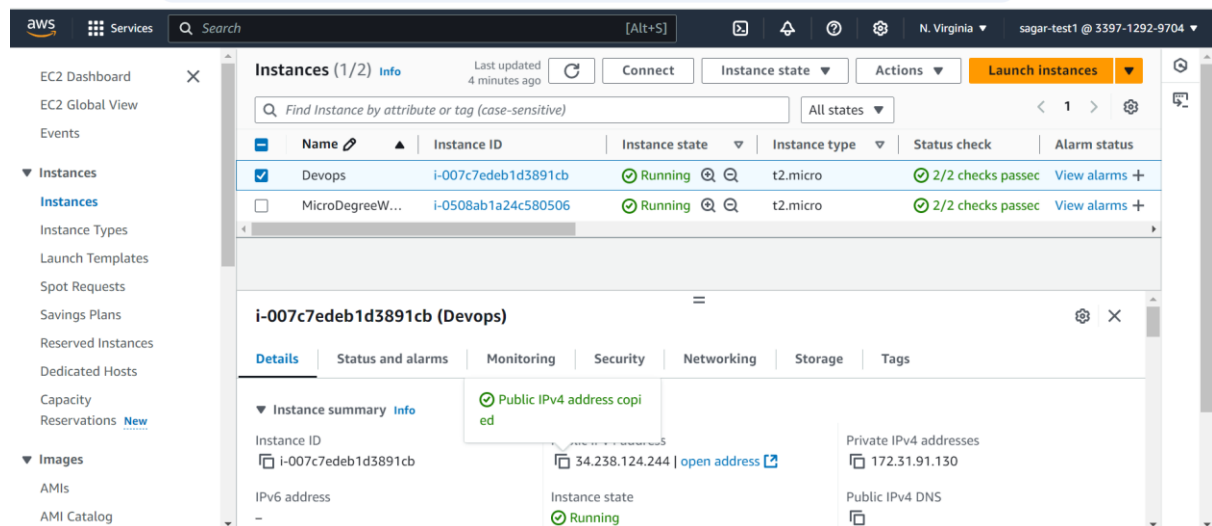 aws
Services
Search
[Alt+S]
N. Virginia
sagar-test1 @ 3397-1292-9704
EC2 Dashboard
EC2 Global View
Events
Instances
Instances
Instance Types
Launch Templates
Spot Requests
Savings Plans
Reserved Instances
Dedicated Hosts
Capacity
Reservations New
Images
AMIs
AMI Catalog
Instances (1/2) Info
Last updated
4 minutes ago
Connect
Instance state
Actions
Launch instances
Find Instance by attribute or tag (case-sensitive)
All states
1
Name Instance ID Instance state Instance type Status check Alarm status
Devops i-007c7edeb1d3891cb Running t2.micro 2/2 checks passec View alarms +
MicroDegreeW... i-0508ab1a24c580506 Running t2.micro 2/2 checks passec View alarms +
i-007c7edeb1d3891cb (Devops)
Details Status and alarms Monitoring Security Networking Storage Tags
Public IPv4 address copi
ed
Instance summary Info
Instance ID
i-007c7edeb1d3891cb
34.238.124.244 | open address
Private IPv4 addresses
172.31.91.130
IPv6 address
–
Instance state
Running
Public IPv4 DNS